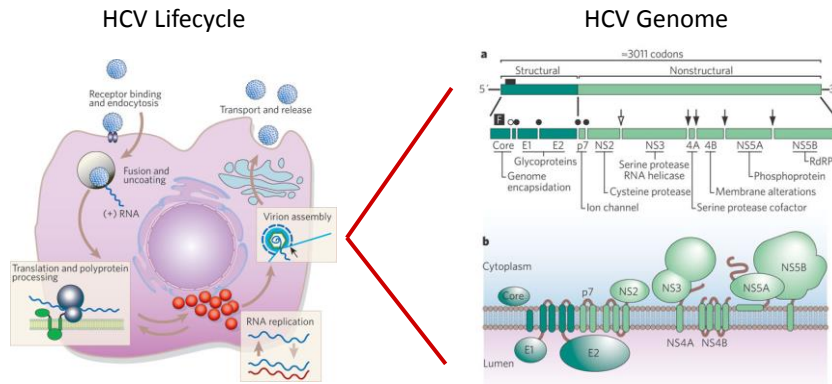 HCV Lifecycle
HCV Genome
Receptor binding
and endocytosis
Transport and release
Fusion and
uncoating
(+) RNA
Virion assembly
Translation and polyprotein
processing
RNA replication
a
≈3011 codons
Structural
Nonstructural
5´
3
F
Core E1 E2 p7 NS2 NS3 4A 4B NS5A NS5B
Glycoproteins
Serine protease
RNA helicase
RdRP
Genome
encapsidation
Cysteine protease
Phosphoprotein
Membrane alterations
Ion channel
Serine protease cofactor
b
Cytoplasm
Core
p7
NS2
NS3
NS5A
NS5B
Lumen
E1
E2
NS4A
NS4B